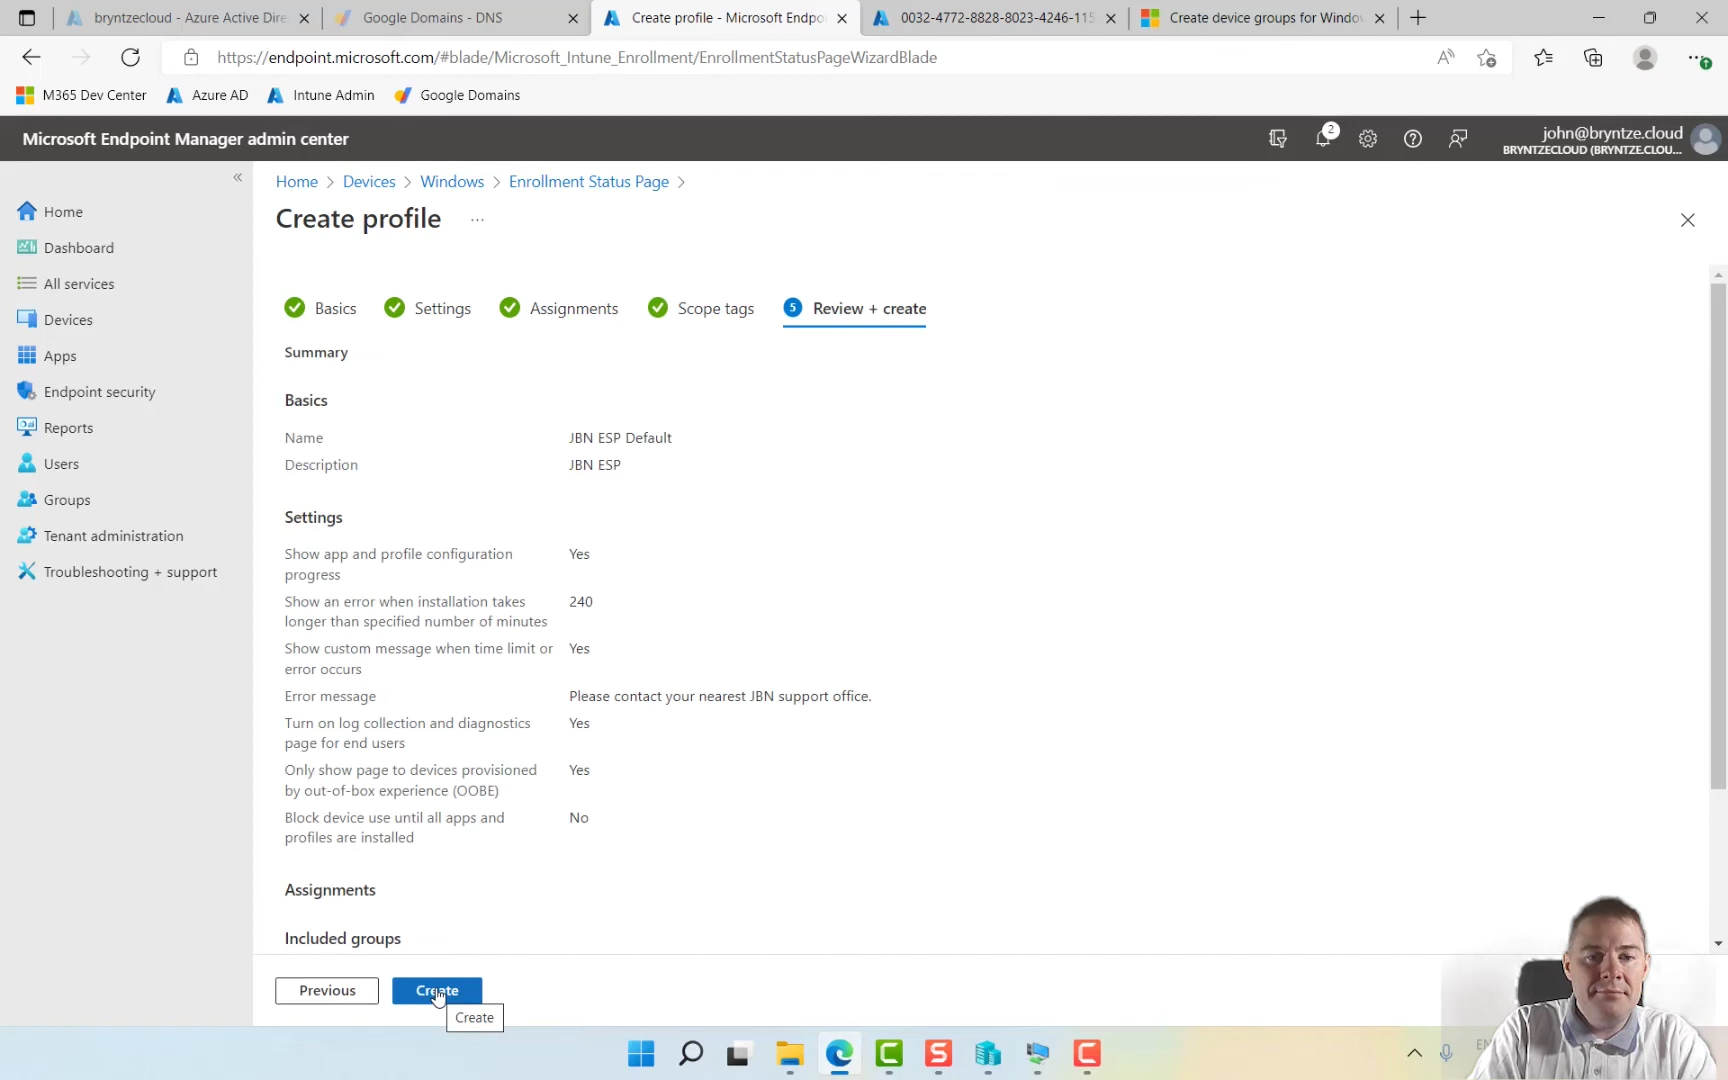 bryntzecloud - Azure Active Dire
Google Domains - DNS
Create profile - Microsoft Endpo
0032-4772-8828-8023-4246-115
Create device groups for Windo
https://endpoint.microsoft.com/#blade/Microsoft_Intune_Enrollment/EnrollmentStatusPageWizardBlade
M365 Dev Center
Azure AD
Intune Admin
Google Domains
Microsoft Endpoint Manager admin center
2
john@bryntze.cloud
BRYNTZECLOUD (BRYNTZE.CLOU...
Home > Devices > Windows > Enrollment Status Page >
Create profile ...
Home
Dashboard
All services
Devices
Apps
Endpoint security
Reports
Users
Groups
Tenant administration
Troubleshooting + support
Basics
Settings
Assignments
Scope tags
5 Review + create
Summary
Basics
Name JBN ESP Default
Description JBN ESP
Settings
Show app and profile configuration Yes
progress
Show an error when installation takes 240
longer than specified number of minutes
Show custom message when time limit or Yes
error occurs
Error message Please contact your nearest JBN support office.
Turn on log collection and diagnostics Yes
page for end users
Only show page to devices provisioned Yes
by out-of-box experience (OOBE)
Block device use until all apps and No
profiles are installed
Assignments
Included groups
Previous
Create
Create